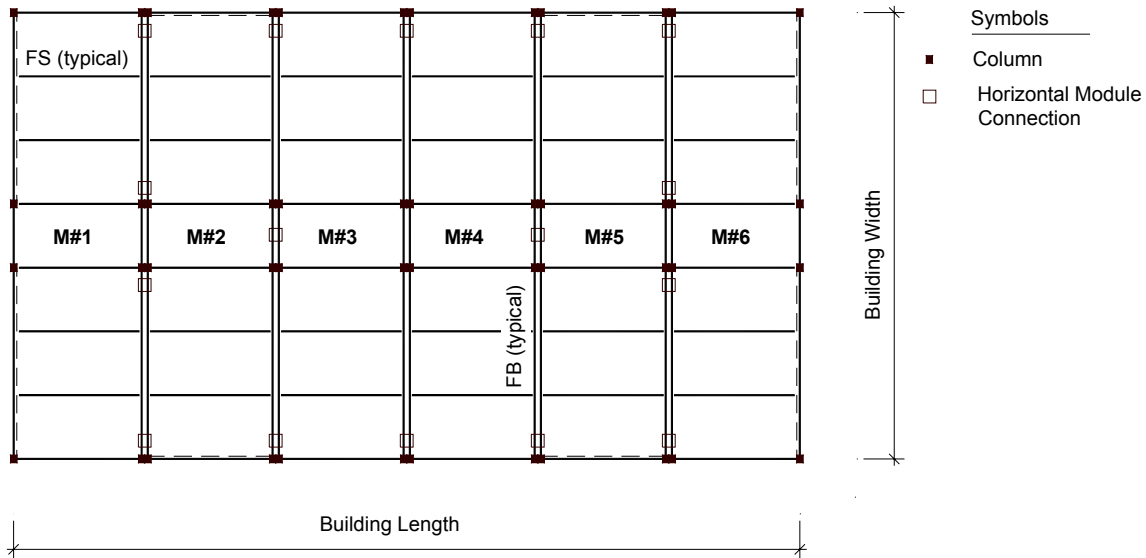 Symbols
FS (typical)
Column
Horizontal Module
Connection
M#1 M#2 M#3 M#4 M#5 M#6
Building Width
FB (typical)
Building Length